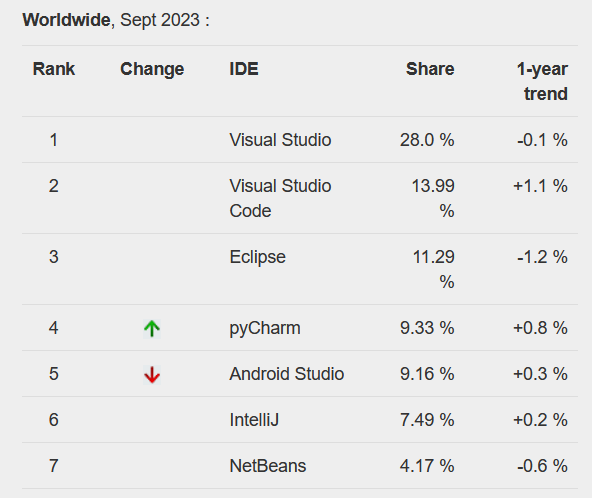 Worldwide, Sept 2023 :
Rank Change IDE Share 1-year trend
1 Visual Studio 28.0 % -0.1 %
2 Visual Studio Code 13.99 % +1.1 %
3 Eclipse 11.29 % -1.2 %
4 pyCharm 9.33 % +0.8 %
5 Android Studio 9.16 % +0.3 %
6 IntelliJ 7.49 % +0.2 %
7 NetBeans 4.17 % -0.6 %